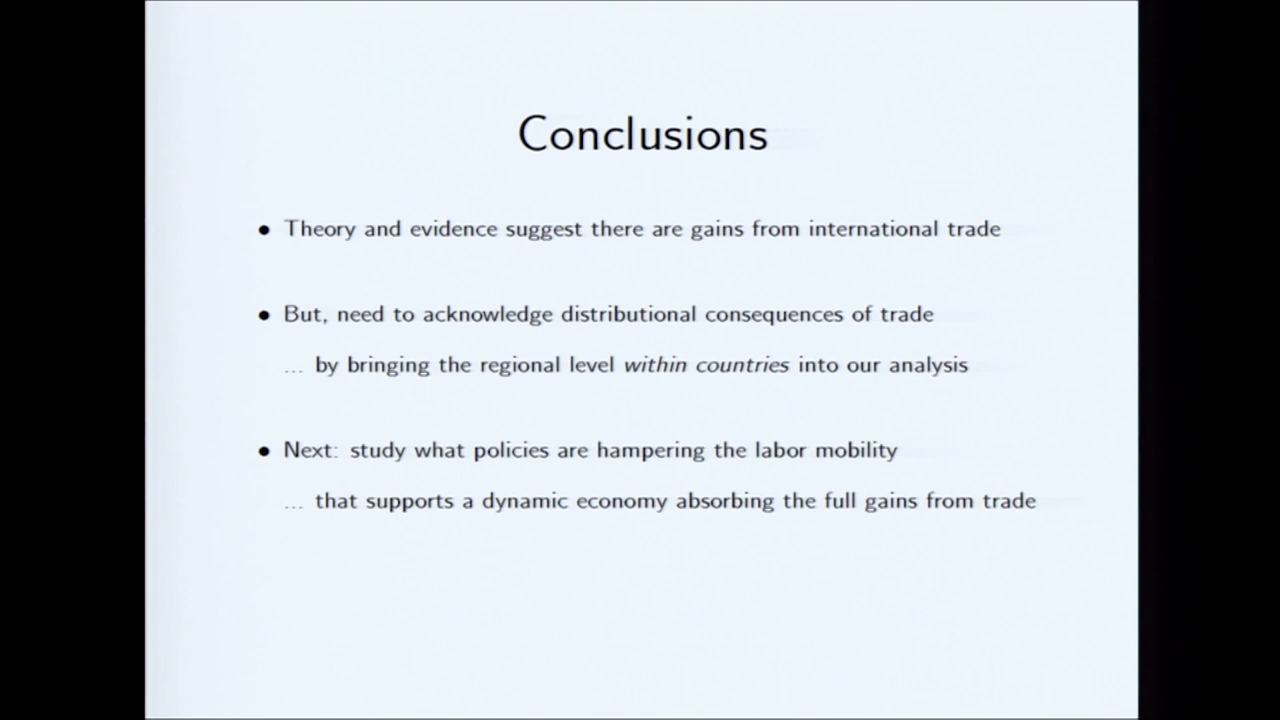 Conclusions
• Theory and evidence suggest there are gains from international trade
• But, need to acknowledge distributional consequences of trade
... by bringing the regional level within countries into our analysis
• Next: study what policies are hampering the labor mobility
... that supports a dynamic economy absorbing the full gains from trade